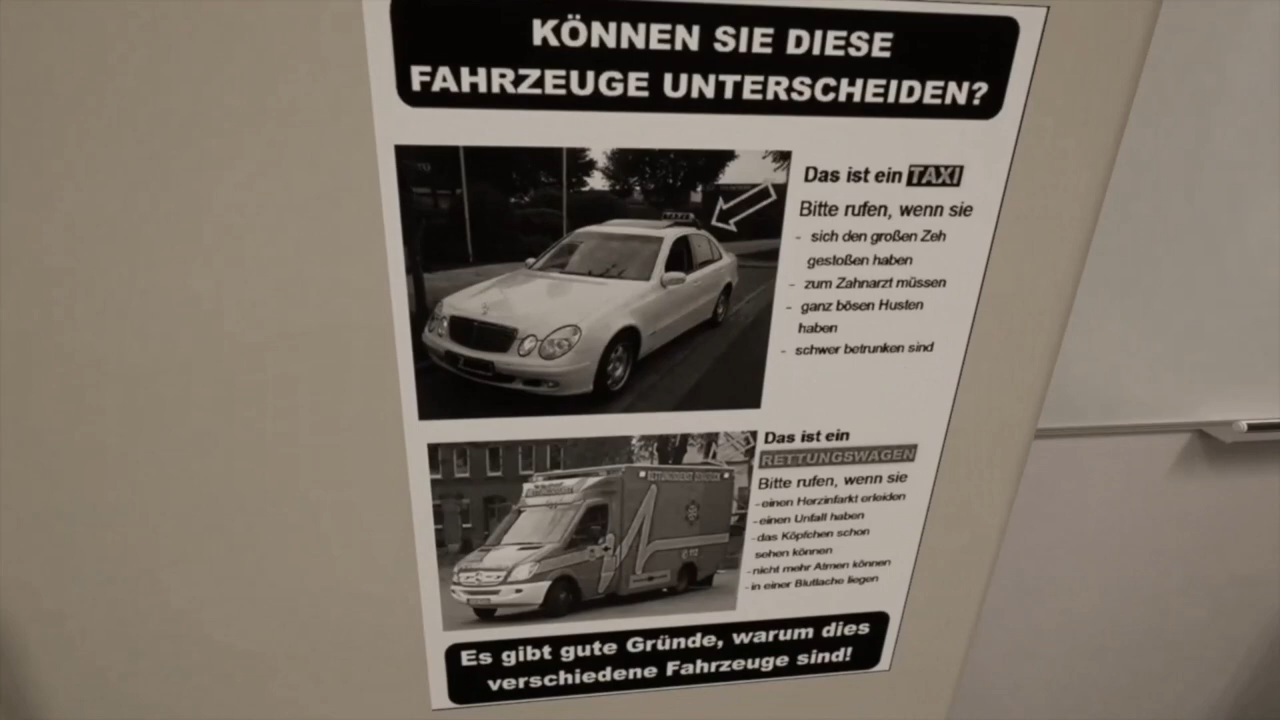 KÖNNEN SIE DIESE
FAHRZEUGE UNTERSCHEIDEN?
Das ist ein TAXI
Bitte rufen, wenn sie
- sich den großen Zeh
gestoßen haben
- zum Zahnarzt müssen
- ganz bösen Husten
haben
- schwer betrunken sind
TAXI
Das ist ein
RETTUNGSWAGEN
Bitte rufen, wenn sie
- einen Herzinfarkt erleiden
- einen Unfall haben
- das Köpfchen schon
sehen können
- nicht mehr Atmen können
- in einer Blutlache liegen
RETTUNGSDIENST
112
Es gibt gute Gründe, warum dies
verschiedene Fahrzeuge sind!